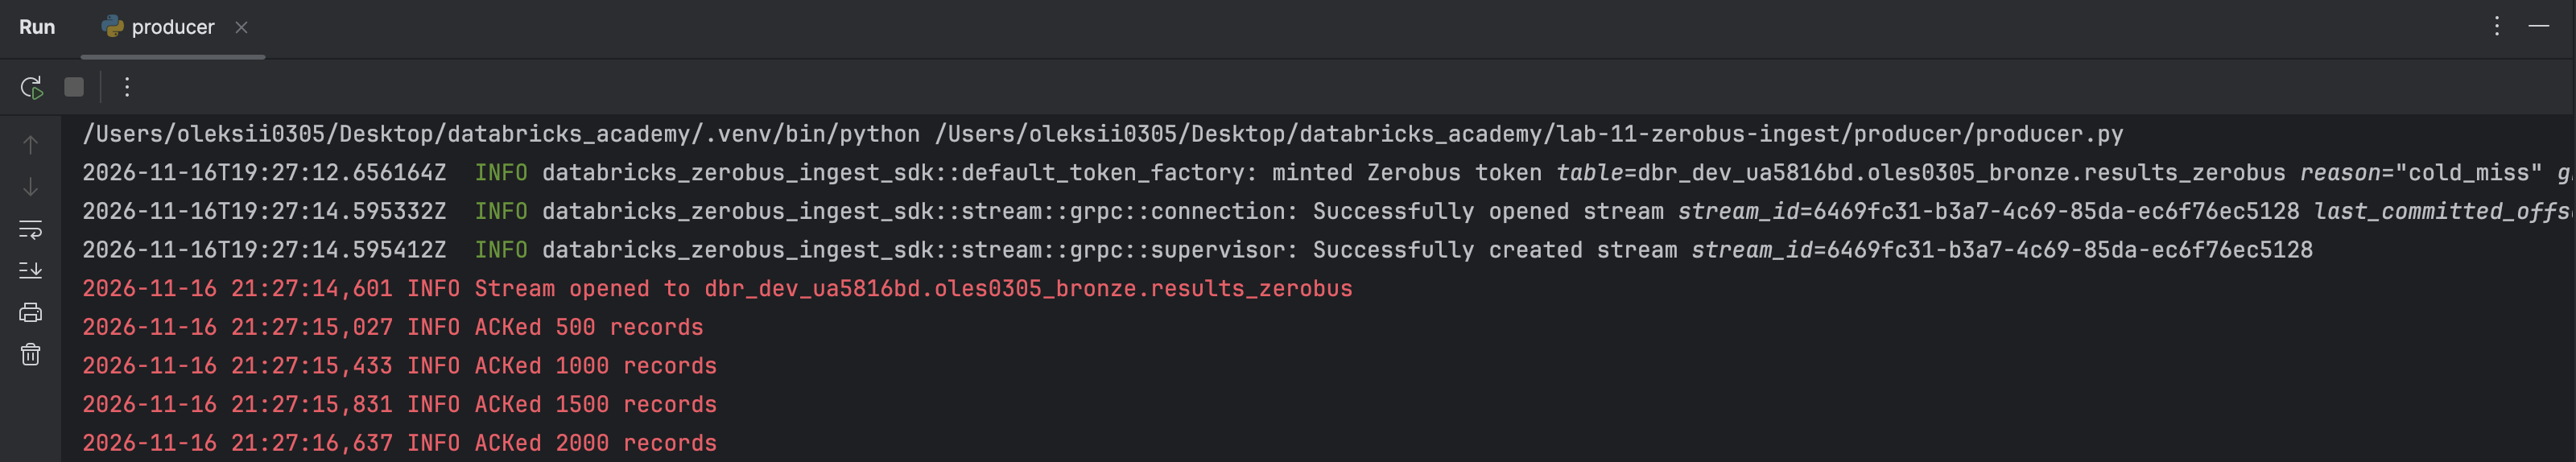 Run producer
/Users/oleksii0305/Desktop/databricks_academy/.venv/bin/python /Users/oleksii0305/Desktop/databricks_academy/lab-11-zerobus-ingest/producer/producer.py
2026-11-16T19:27:12.656164Z  INFO databricks_zerobus_ingest_sdk::default_token_factory: minted Zerobus token table=dbr_dev_ua5816bd.oles0305_bronze.results_zerobus reason="cold_miss"
2026-11-16T19:27:14.595332Z  INFO databricks_zerobus_ingest_sdk::stream::grpc::connection: Successfully opened stream stream_id=6469fc31-b3a7-4c69-85da-ec6f76ec5128 last_committed_offs
2026-11-16T19:27:14.595412Z  INFO databricks_zerobus_ingest_sdk::stream::grpc::supervisor: Successfully created stream stream_id=6469fc31-b3a7-4c69-85da-ec6f76ec5128
2026-11-16 21:27:14,601 INFO Stream opened to dbr_dev_ua5816bd.oles0305_bronze.results_zerobus
2026-11-16 21:27:15,027 INFO ACKed 500 records
2026-11-16 21:27:15,433 INFO ACKed 1000 records
2026-11-16 21:27:15,831 INFO ACKed 1500 records
2026-11-16 21:27:16,637 INFO ACKed 2000 records